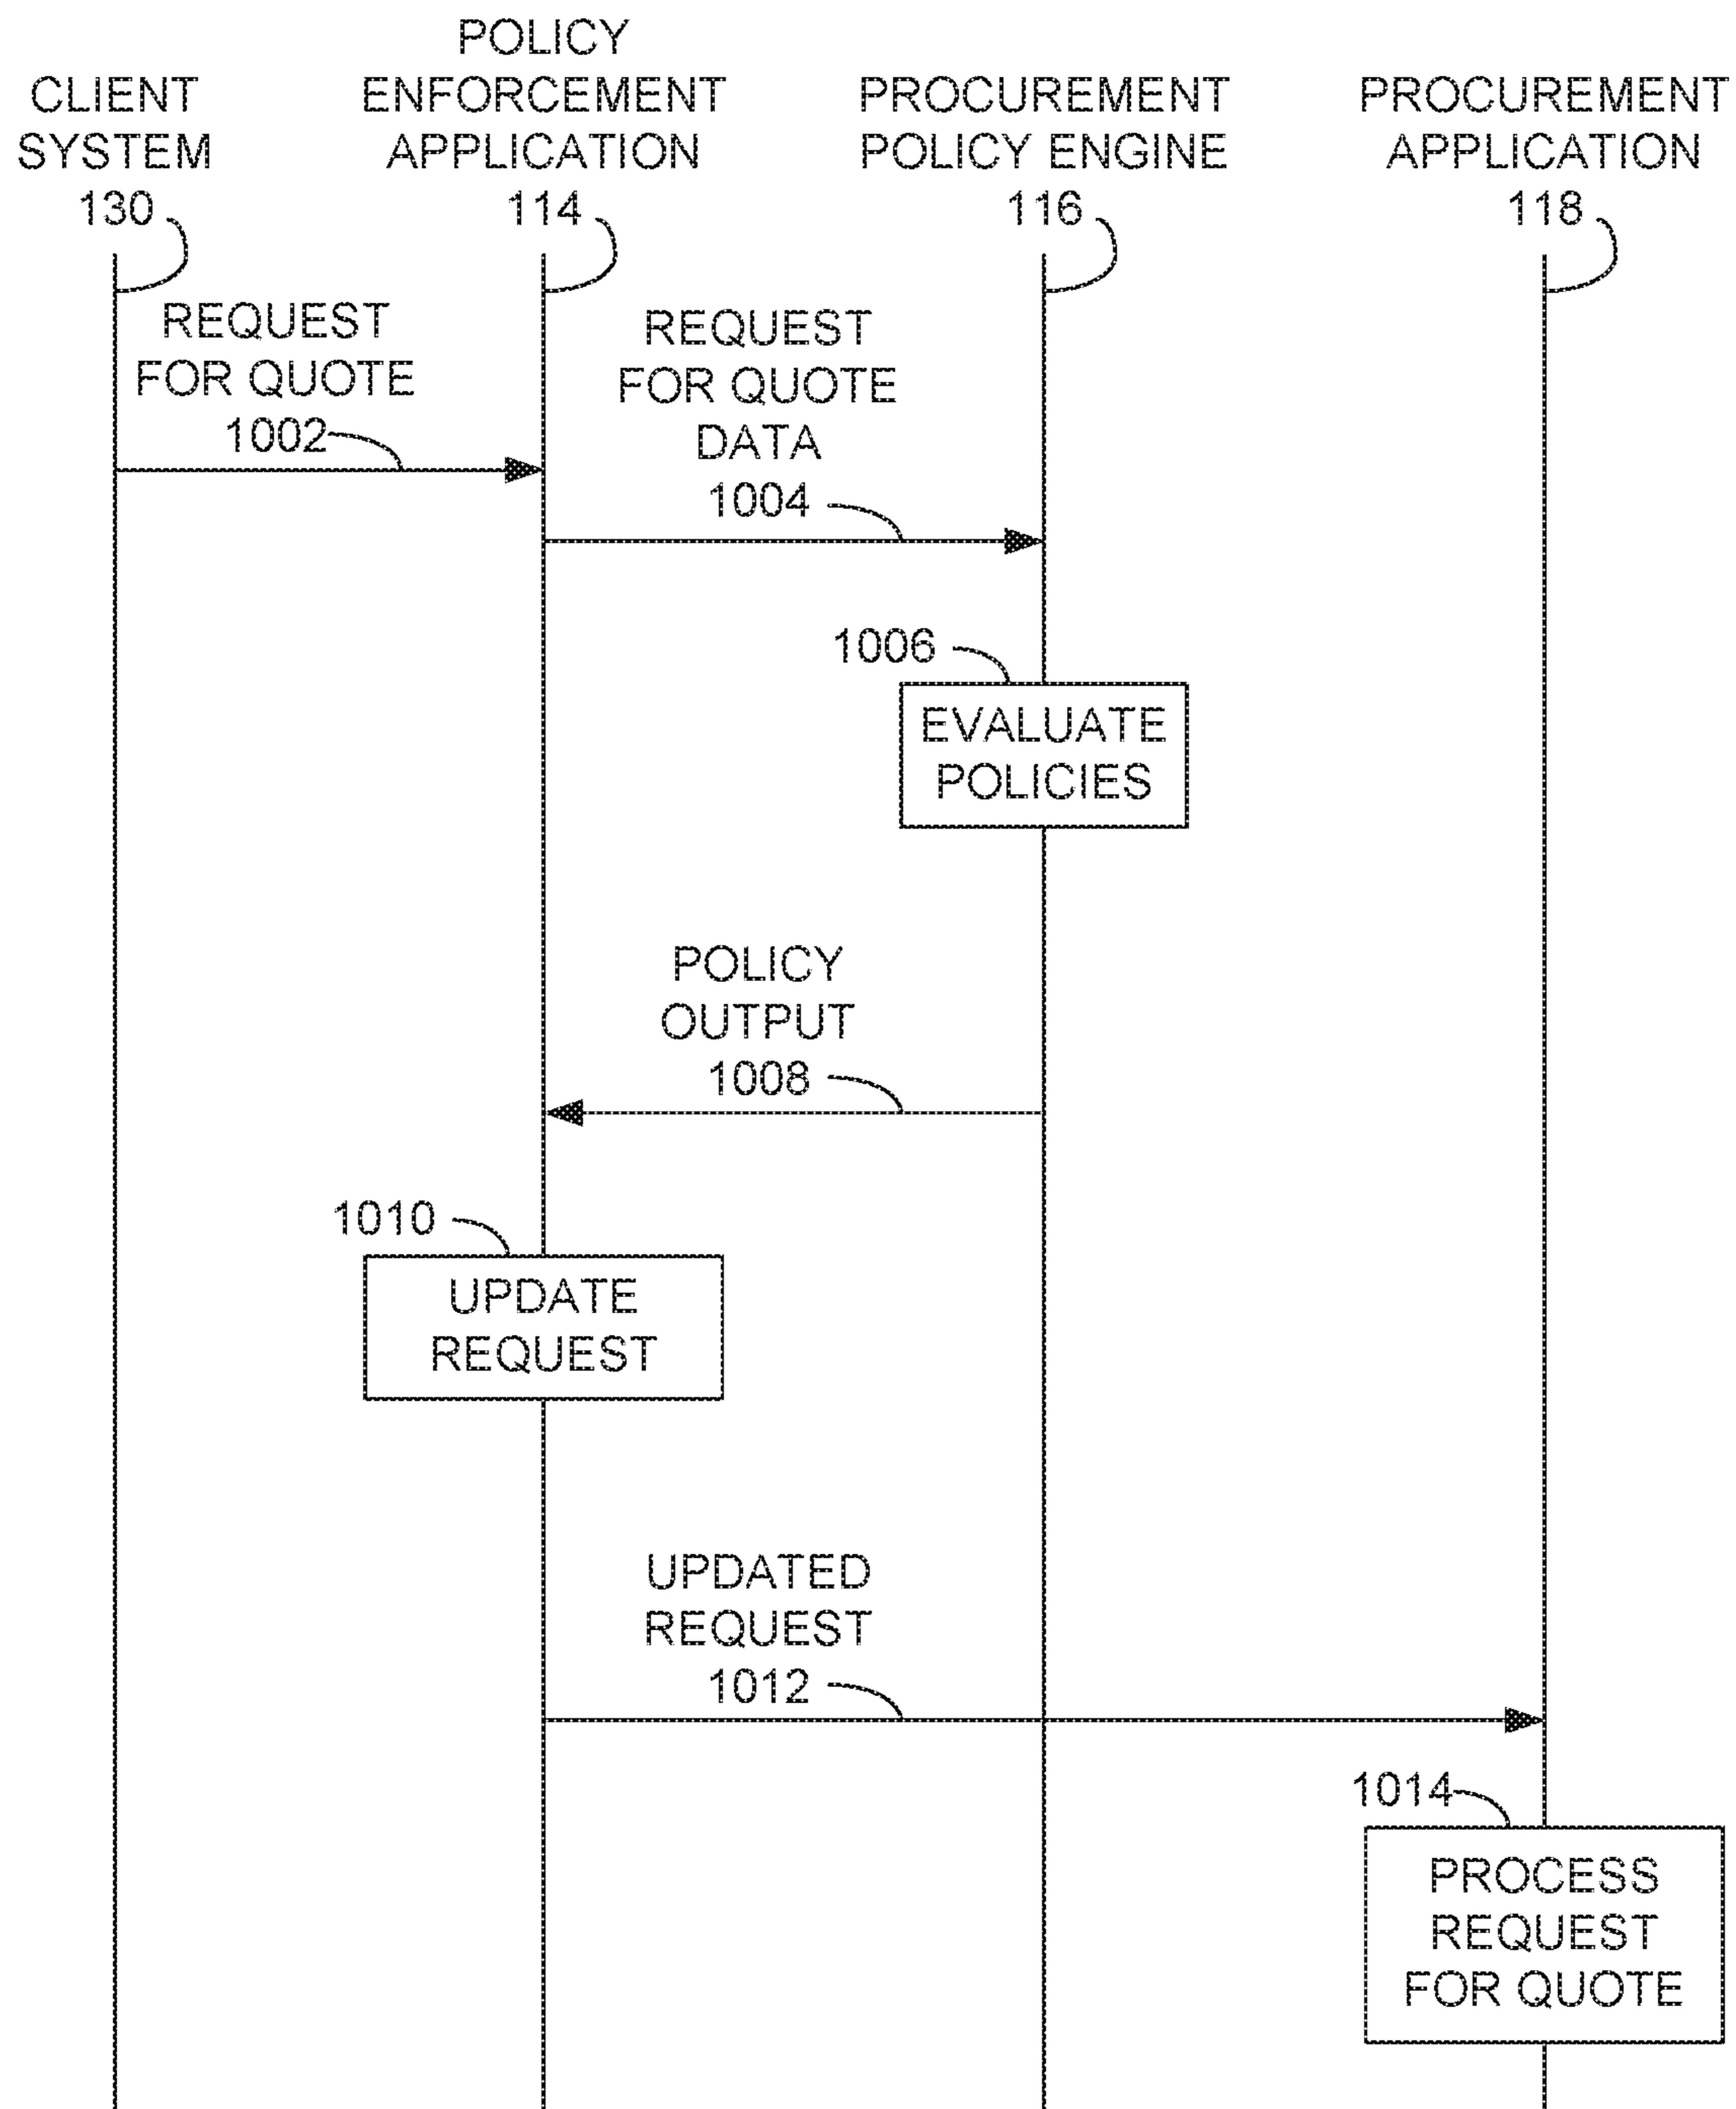 CLIENT
SYSTEM
130
POLICY
ENFORCEMENT
APPLICATION
114
PROCUREMENT
POLICY ENGINE
116
PROCUREMENT
APPLICATION
118
REQUEST
FOR QUOTE
1002
REQUEST
FOR QUOTE
DATA
1004
1006
EVALUATE
POLICIES
POLICY
OUTPUT
1008
1010
UPDATE
REQUEST
UPDATED
REQUEST
1012
1014
PROCESS
REQUEST
FOR QUOTE